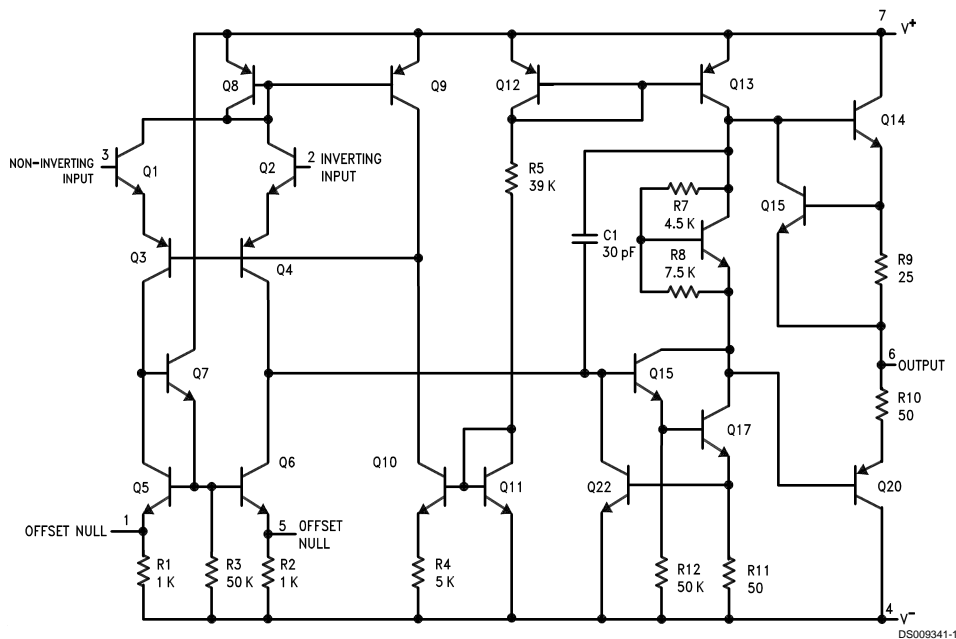 7
V+
Q8
Q9
Q12
Q13
Q14
3
NON-INVERTING
INPUT
Q1
Q2
2 INVERTING
INPUT
R5
39 K
R7
4.5 K
Q15
C1
30 pF
R8
7.5 K
R9
25
Q3
Q4
6
OUTPUT
Q7
Q15
R10
50
Q17
Q5
Q6
Q10
Q11
Q22
Q20
OFFSET NULL
1
5 OFFSET
NULL
R1
1 K
R3
50 K
R2
1 K
R4
5 K
R12
50 K
R11
50
4
V-
DS009341-1